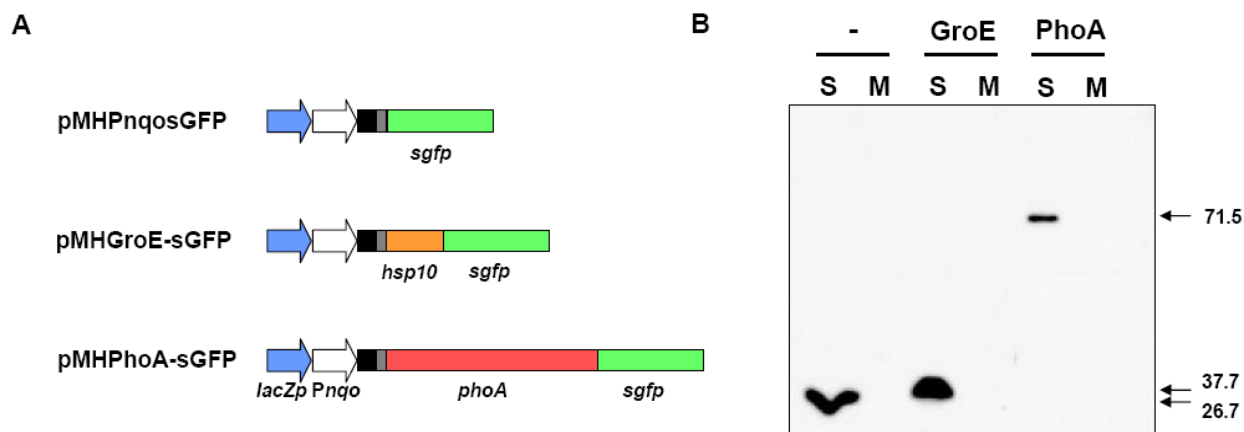 A
B
- GroE PhoA
S M S M S M
pMHPnqosGFP
sgfp
pMHGroE-sGFP
hsp10 sgfp
pMHPhoA-sGFP
lacZp Pnqo phoA sgfp
71.5
37.7
26.7